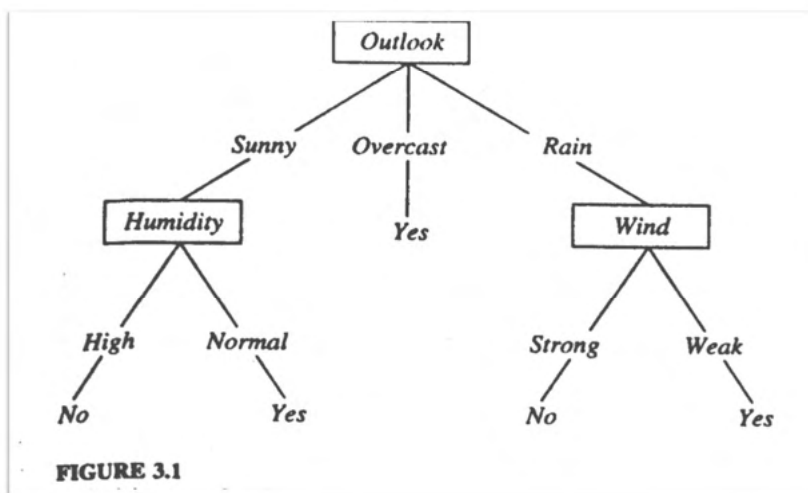 Outlook
Sunny Overcast Rain
Humidity Yes Wind
High Normal Strong Weak
No Yes No Yes
FIGURE 3.1